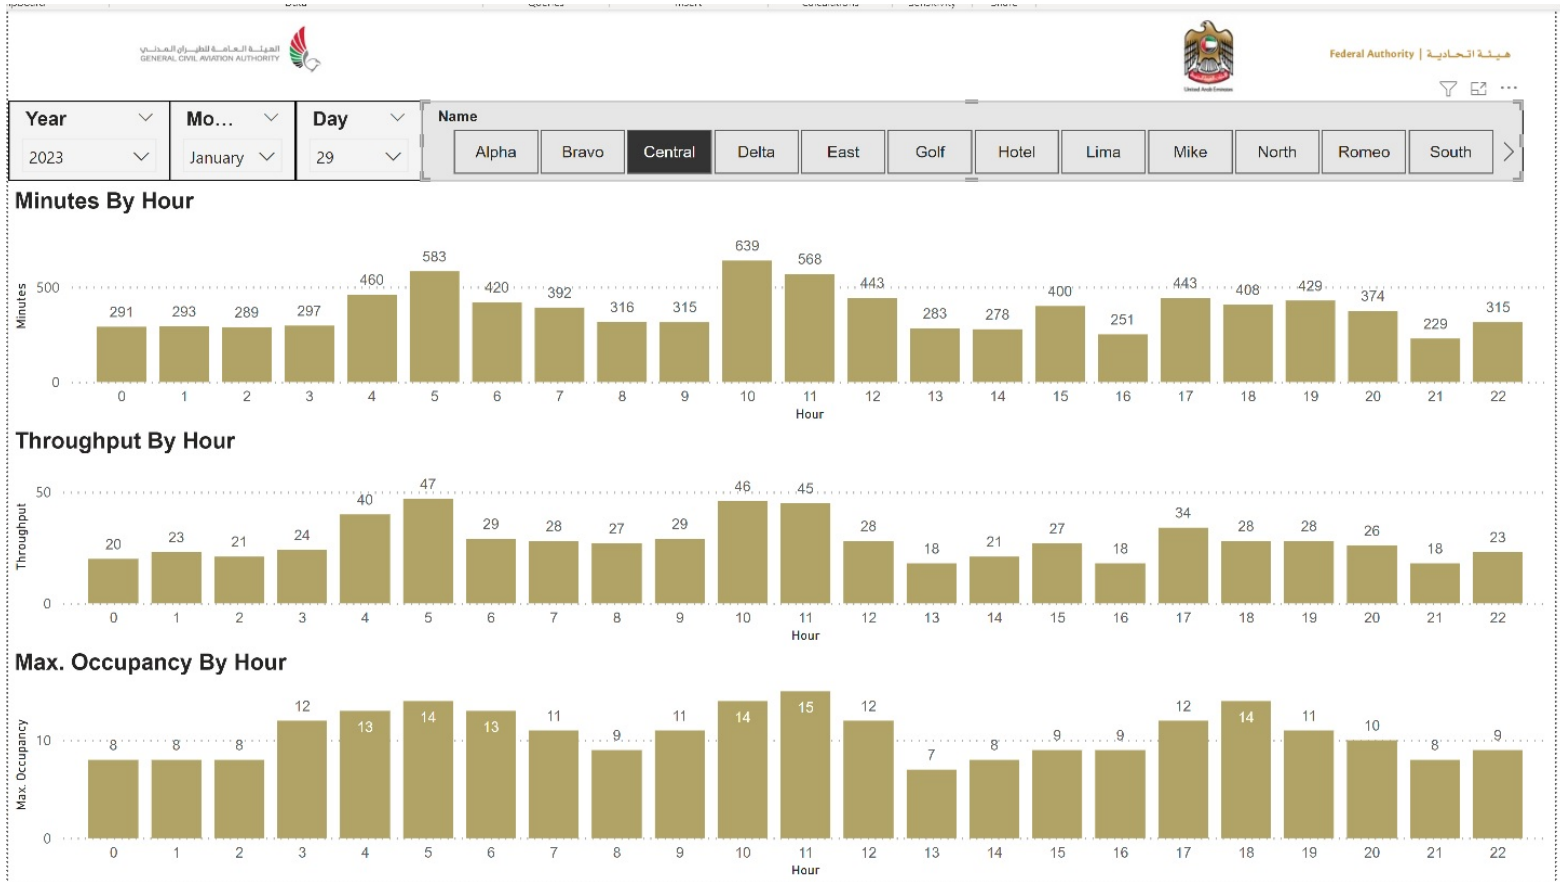 الهيئة العامة للطيران المدني
GENERAL CIVIL AVIATION AUTHORITY
United Arab Emirates
Federal Authority | هيئة اتحادية
Year
Mo...
Day
Name
2023
January
29
Alpha Bravo Central Delta East Golf Hotel Lima Mike North Romeo South
Minutes By Hour
Minutes
500
0
291 293 289 297 460 583 420 392 316 315 639 568 443 283 278 400 251 443 408 429 374 229 315
0 1 2 3 4 5 6 7 8 9 10 11 12 13 14 15 16 17 18 19 20 21 22
Hour
Throughput By Hour
Throughput
50
0
20 23 21 24 40 47 29 28 27 29 46 45 28 18 21 27 18 34 28 28 26 18 23
0 1 2 3 4 5 6 7 8 9 10 11 12 13 14 15 16 17 18 19 20 21 22
Hour
Max. Occupancy By Hour
Max. Occupancy
10
0
8 8 8 12 13 14 13 11 9 11 14 15 12 7 8 9 9 12 14 11 10 8 9
0 1 2 3 4 5 6 7 8 9 10 11 12 13 14 15 16 17 18 19 20 21 22
Hour